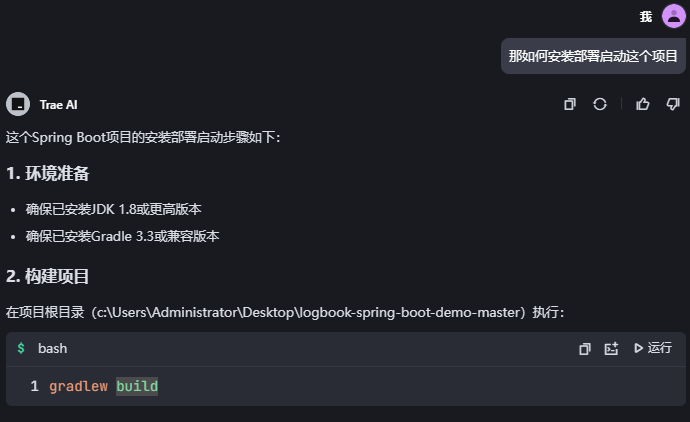 我
那如何安装部署启动这个项目
Trae AI
这个Spring Boot项目的安装部署启动步骤如下：
1. 环境准备
• 确保已安装JDK 1.8或更高版本
• 确保已安装Gradle 3.3或兼容版本
2. 构建项目
在项目根目录（c:\Users\Administrator\Desktop\logbook-spring-boot-demo-master）执行：
$ bash 运行
1 gradlew build